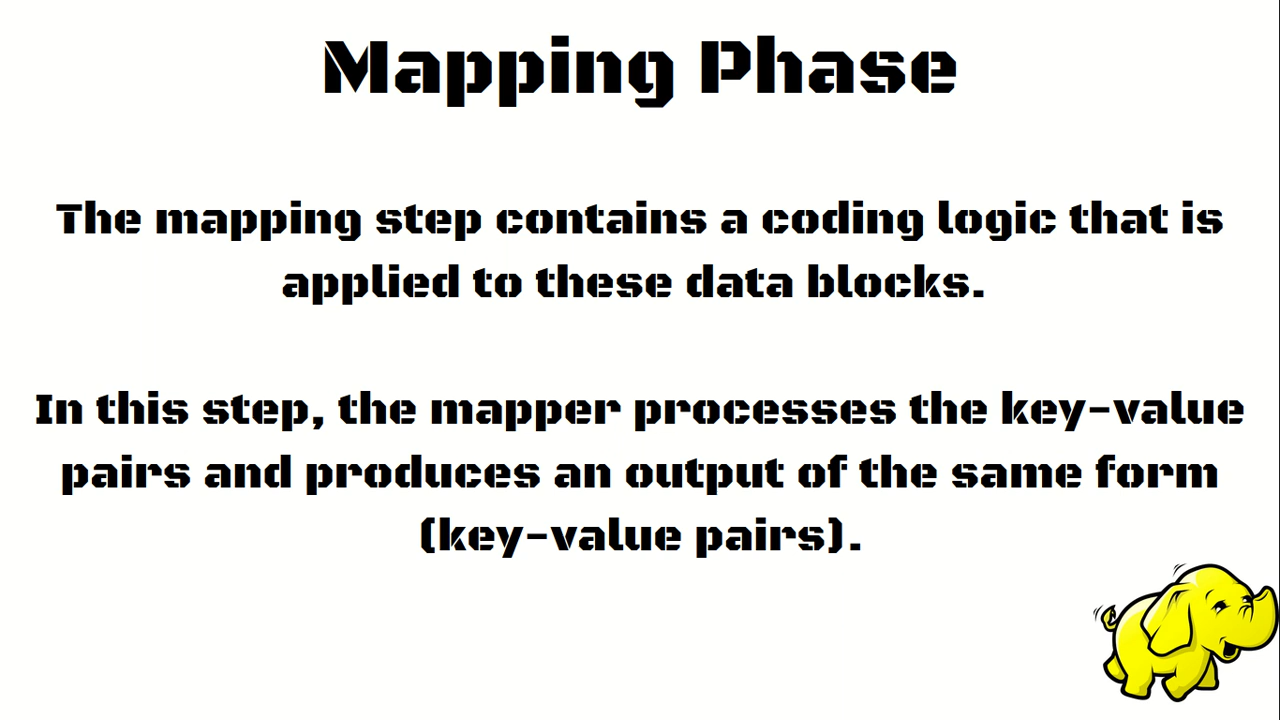 Mapping Phase
The mapping step contains a coding logic that is
applied to these data blocks.
In this step, the mapper processes the key-value
pairs and produces an output of the same form
(key-value pairs).